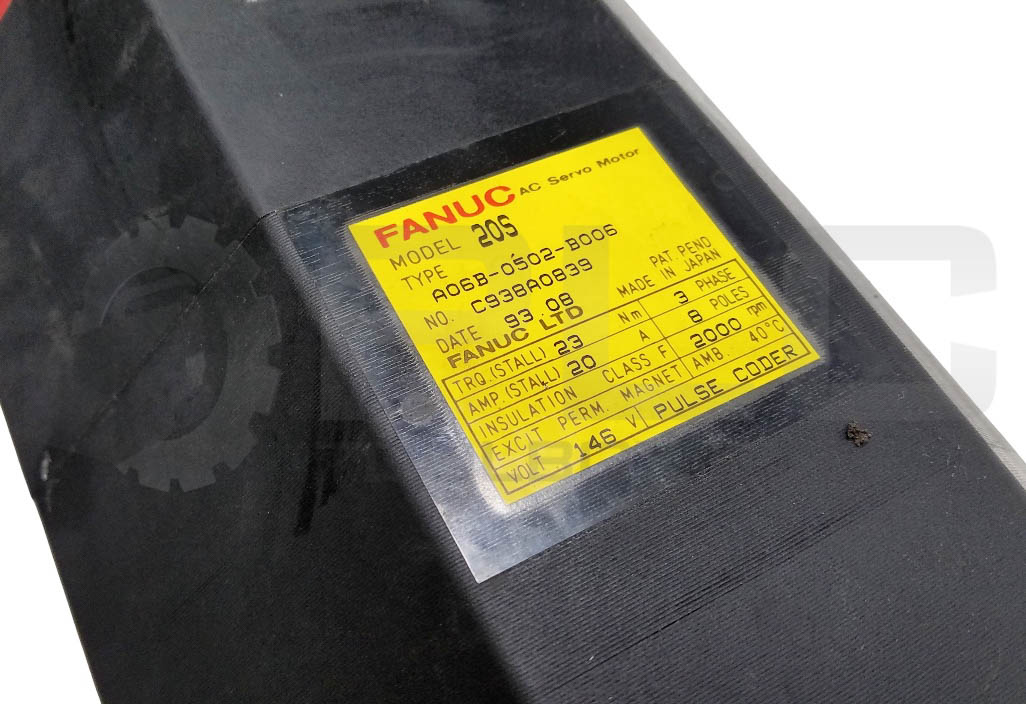 FANUC AC Servo Motor
MODEL 20S
TYPE A06B-0502-B006
NO. C938A0839
DATE 93.08 PAT. PEND
FANUC LTD MADE IN JAPAN
TRQ.(STALL) 23 Nm 3 PHASE
AMP.(STALL) 20 A 8 POLES
INSULATION CLASS F 2000 rpm
EXCIT PERM. MAGNET AMB. 40°C
VOLT 146 V PULSE CODER